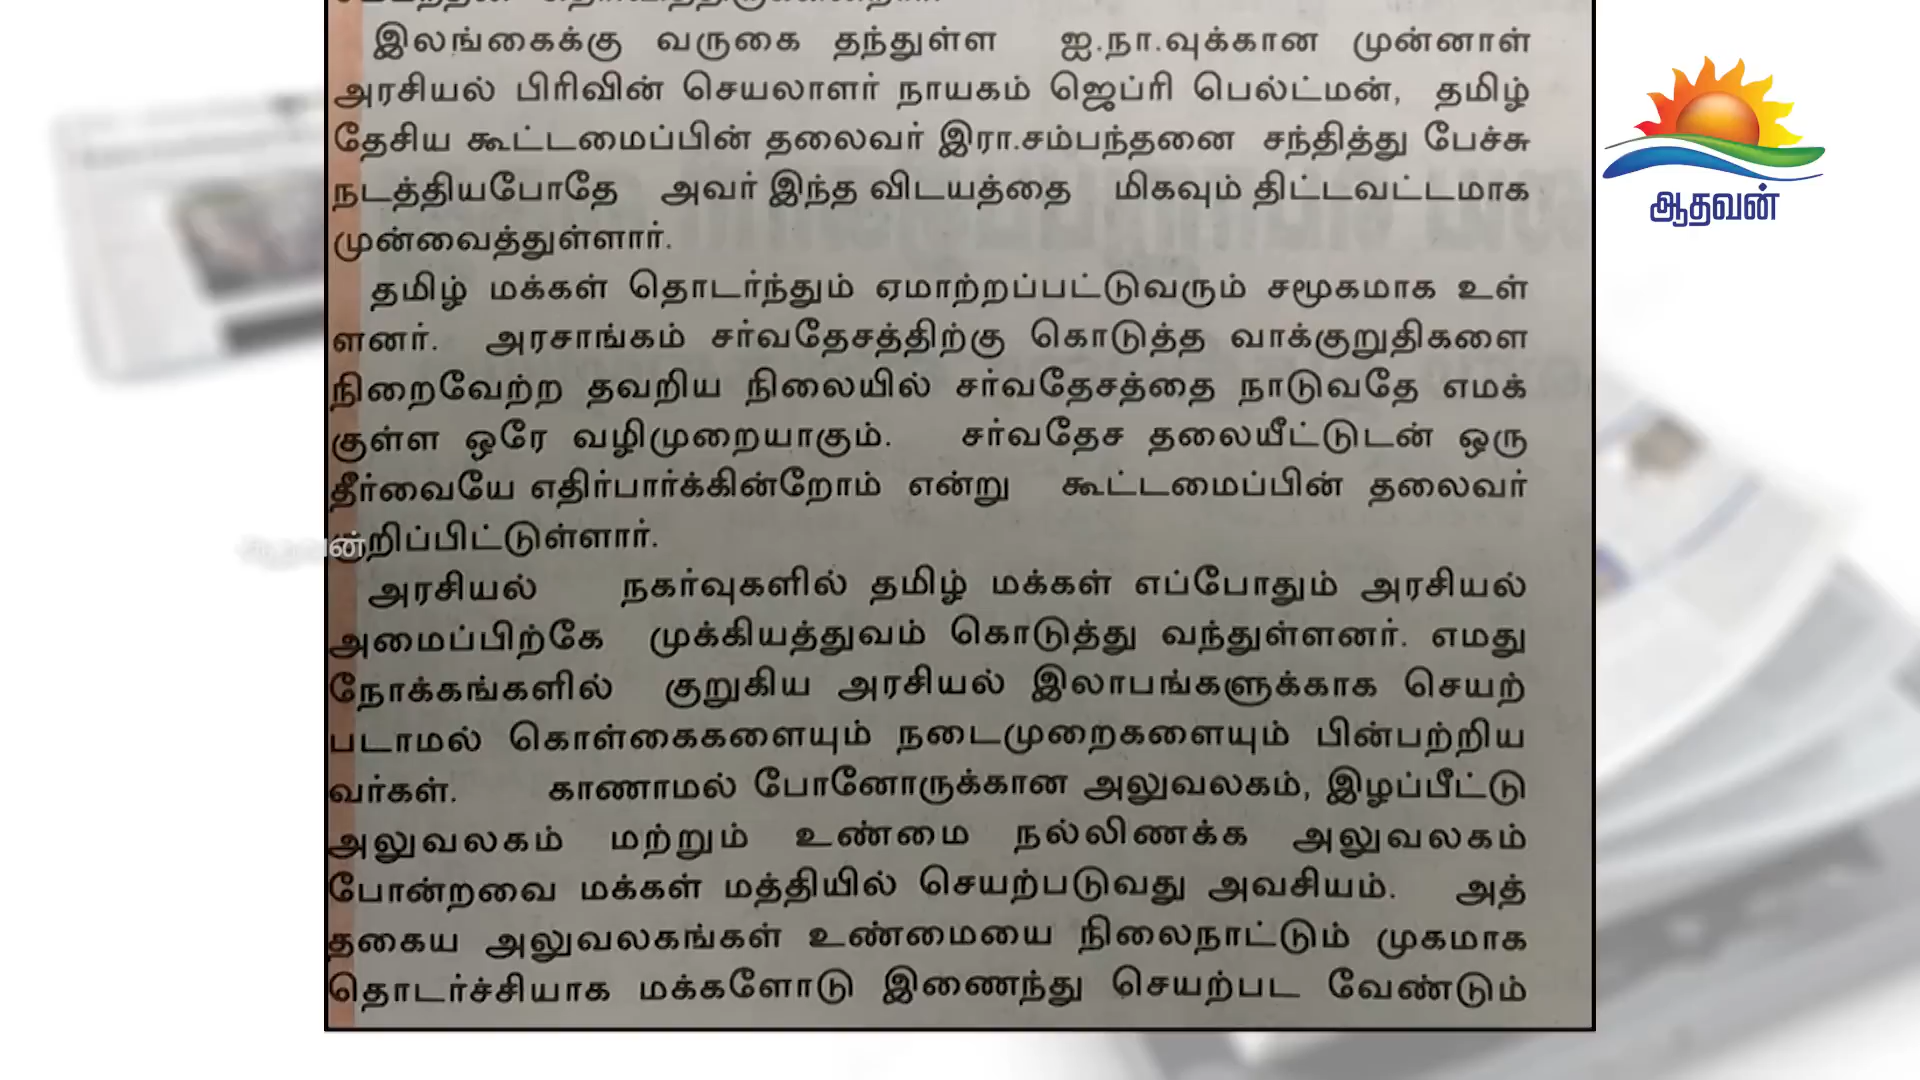 இலங்கைக்கு வருகை தந்துள்ள ஐ.நா.வுக்கான முன்னாள்
அரசியல் பிரிவின் செயலாளர் நாயகம் ஜெப்ரி பெல்ட்மன், தமிழ்
தேசிய கூட்டமைப்பின் தலைவர் இரா.சம்பந்தனை சந்தித்து பேச்சு
நடத்தியபோதே அவர் இந்த விடயத்தை மிகவும் திட்டவட்டமாக
முன்வைத்துள்ளார்.
தமிழ் மக்கள் தொடர்ந்தும் ஏமாற்றப்பட்டுவரும் சமூகமாக உள்
ளனர். அரசாங்கம் சர்வதேசத்திற்கு கொடுத்த வாக்குறுதிகளை
நிறைவேற்ற தவறிய நிலையில் சர்வதேசத்தை நாடுவதே எமக்
குள்ள ஒரே வழிமுறையாகும். சர்வதேச தலையீட்டுடன் ஒரு
தீர்வையே எதிர்பார்க்கின்றோம் என்று கூட்டமைப்பின் தலைவர்
குறிப்பிட்டுள்ளார்.
அரசியல் நகர்வுகளில் தமிழ் மக்கள் எப்போதும் அரசியல்
அமைப்பிற்கே முக்கியத்துவம் கொடுத்து வந்துள்ளனர். எமது
நோக்கங்களில் குறுகிய அரசியல் இலாபங்களுக்காக செயற்
படாமல் கொள்கைகளையும் நடைமுறைகளையும் பின்பற்றிய
வர்கள். காணாமல் போனோருக்கான அலுவலகம், இழப்பீட்டு
அலுவலகம் மற்றும் உண்மை நல்லிணக்க அலுவலகம்
போன்றவை மக்கள் மத்தியில் செயற்படுவது அவசியம். அத்
தகைய அலுவலகங்கள் உண்மையை நிலைநாட்டும் முகமாக
தொடர்ச்சியாக மக்களோடு இணைந்து செயற்பட வேண்டும்
ஆதவன்
ஆதவன்